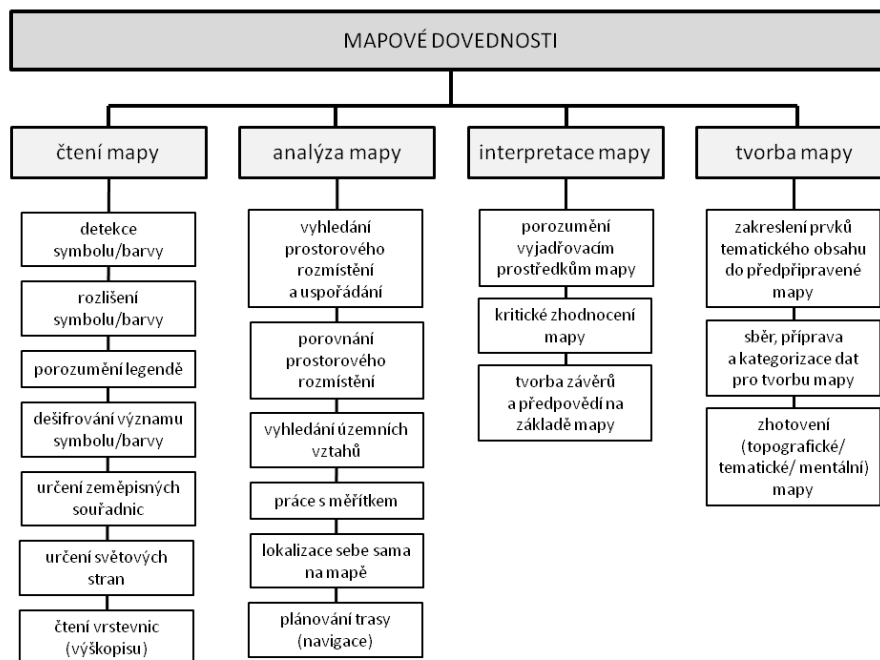 MAPOVÉ DOVEDNOSTI
čtení mapy
detekce
symbolu/barvy
rozlišení
symbolu/barvy
porozumění legendě
dešifrování významu
symbolu/barvy
určení zeměpisných
souřadnic
určení světových
stran
čtení vrstevnic
(výškopisu)
analýza mapy
vyhledání
prostorového
rozmístění
a uspořádání
porovnání
prostorového
rozmístění
vyhledání územních
vztahů
práce s měřítkem
lokalizace sebe sama
na mapě
plánování trasy
(navigace)
interpretace mapy
porozumění
vyjadřovacím
prostředkům mapy
kritické zhodnocení
mapy
tvorba závěrů
a předpovědí na
základě mapy
tvorba mapy
zakreslení prvků
tematického obsahu
do předpřipravené
mapy
sběr, příprava
a kategorizace dat
pro tvorbu mapy
zhotovení
(topografické/
tematické/ mentální)
mapy